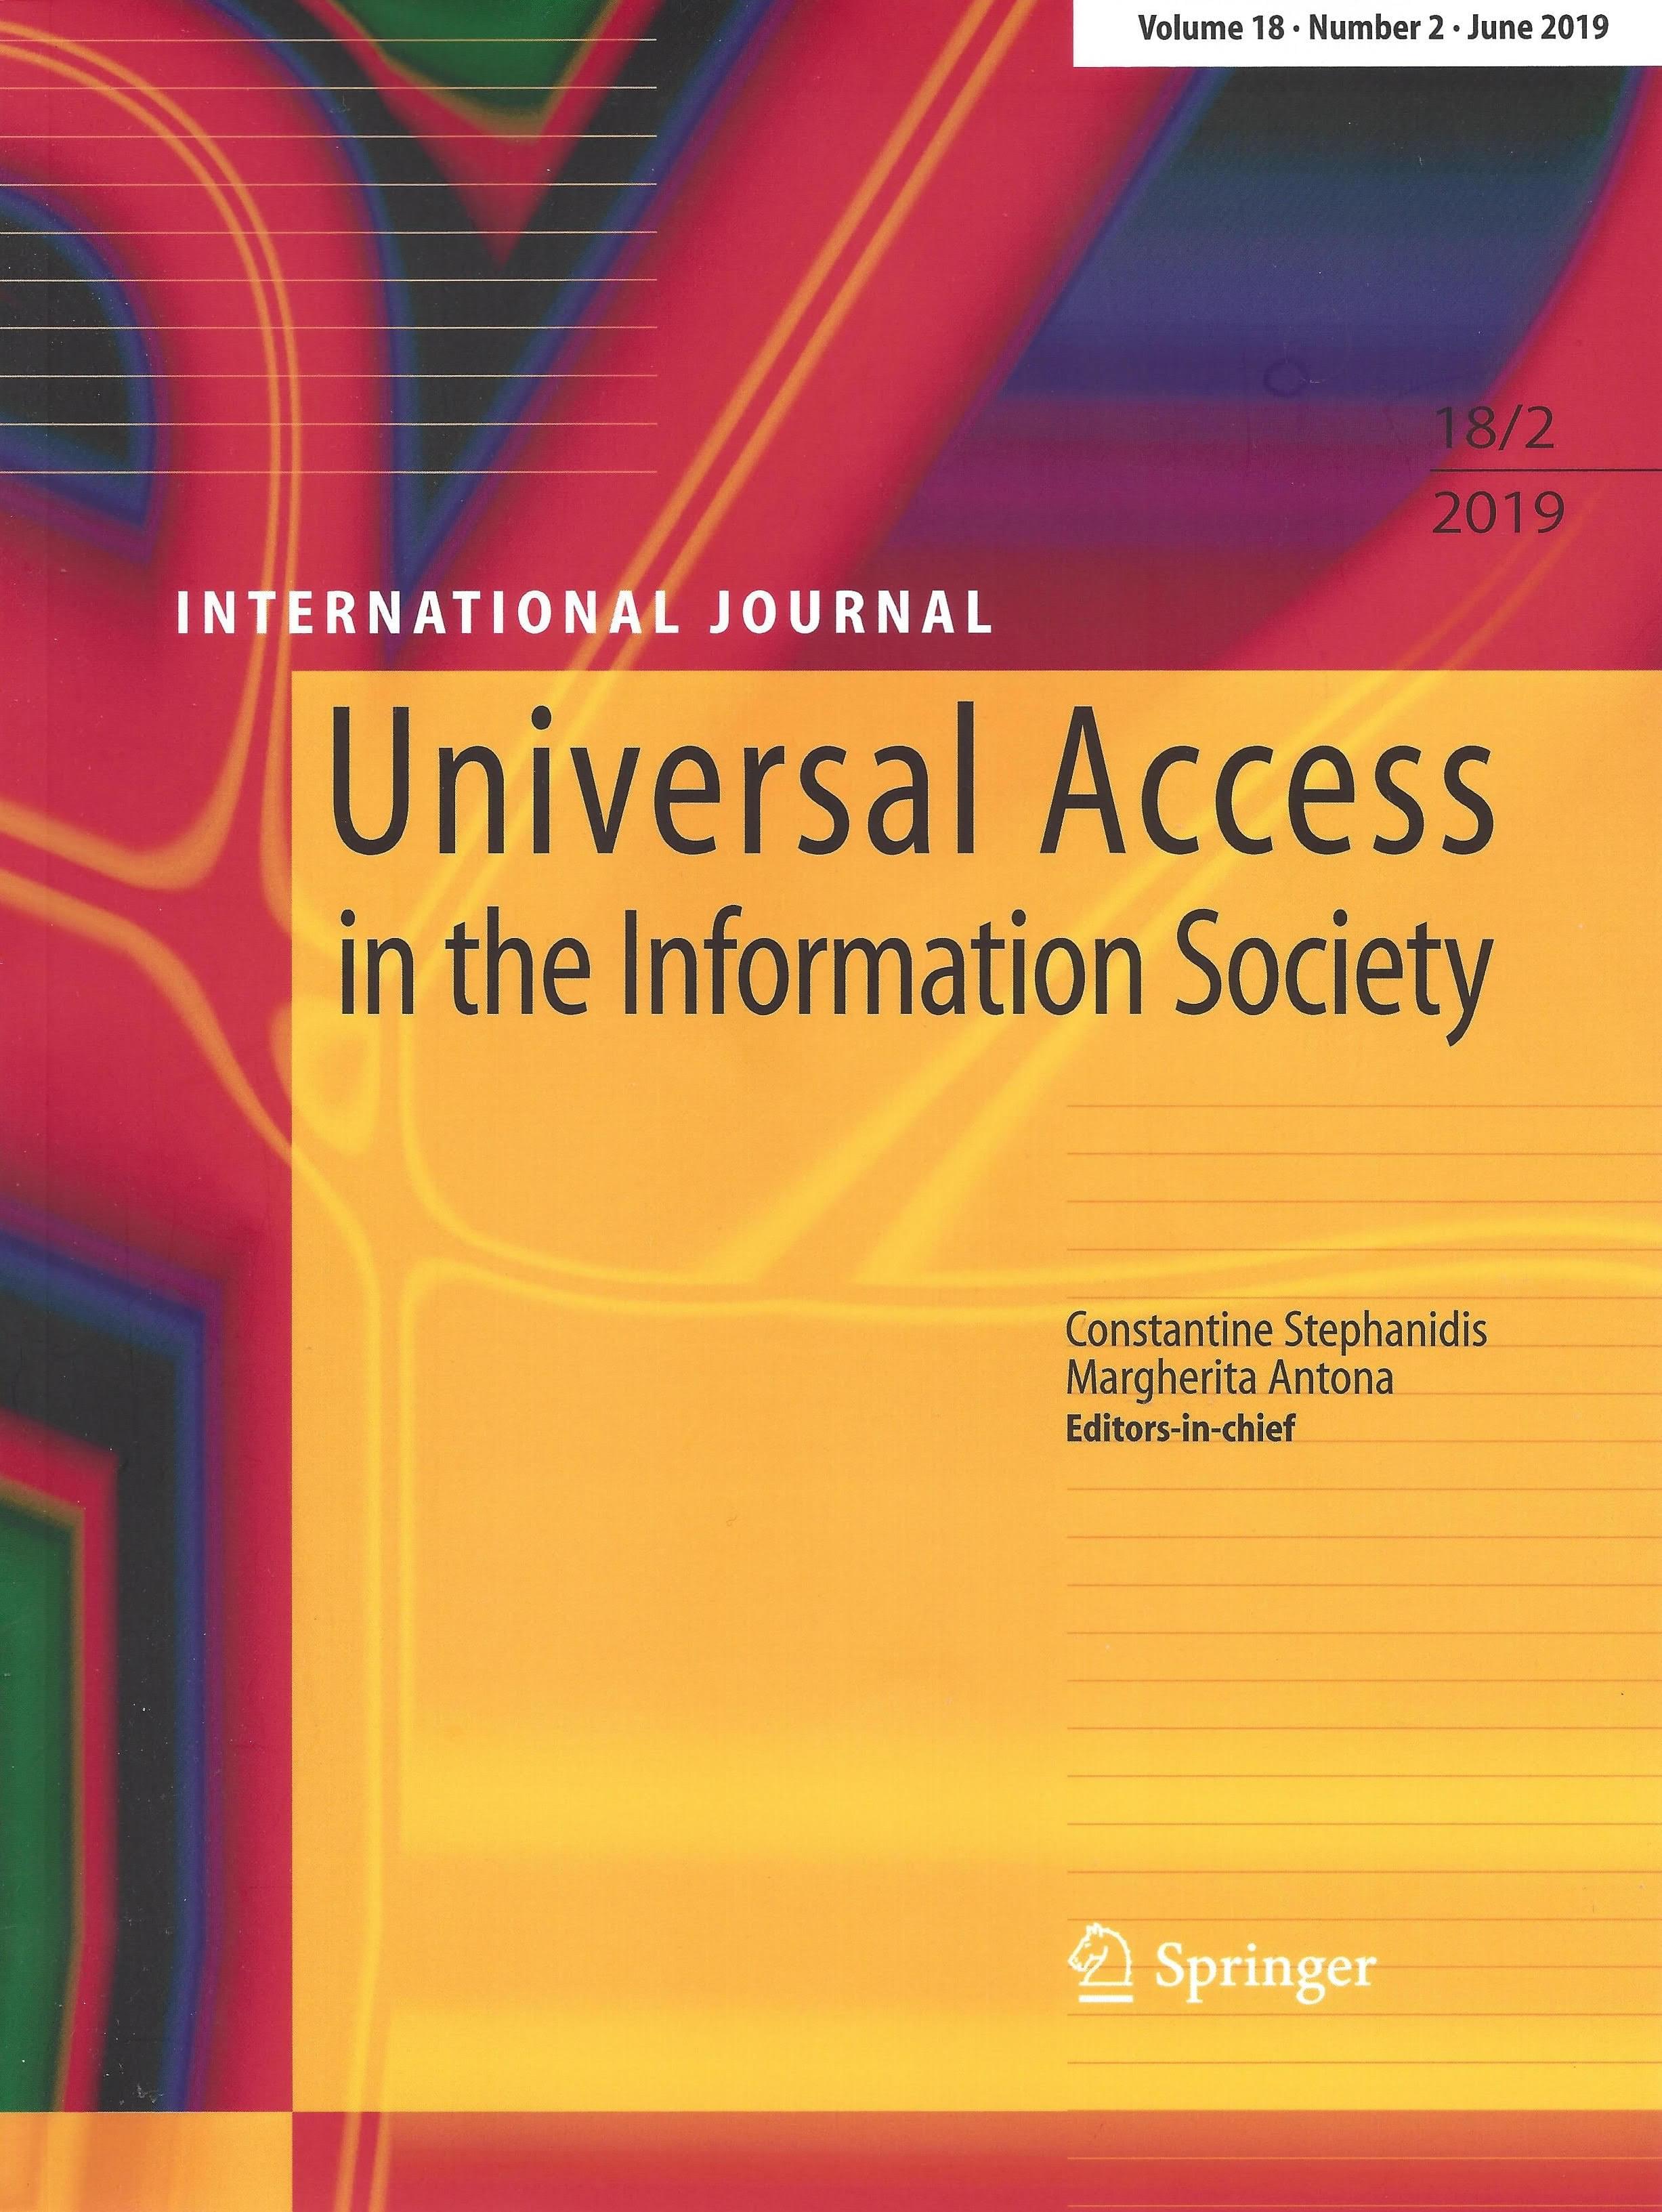 Volume 18 · Number 2 · June 2019
18/2
2019
INTERNATIONAL JOURNAL
Universal Access
in the Information Society
Constantine Stephanidis
Margherita Antona
Editors-in-chief
Springer